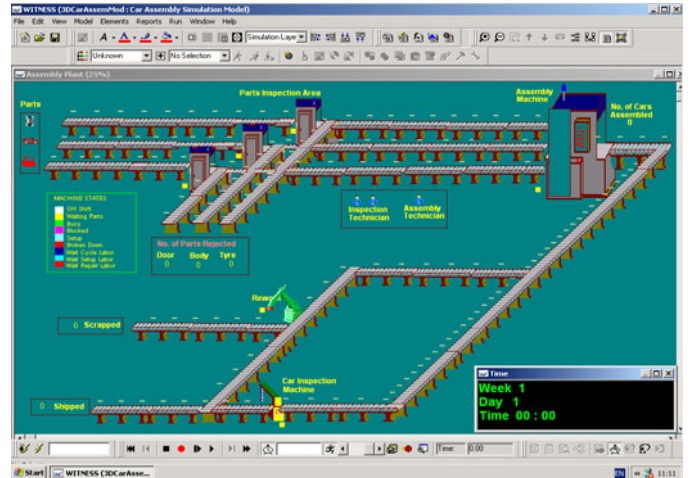 WITNESS (3DCarAssemMod : Car Assembly Simulation Model)
File Edit View Model Elements Reports Run Window Help
Simulation Laye
Unknown
No Selection
Assembly Plant (25%)
Parts
Parts Inspection Area
Assembly
Machine
No. of Cars
Assembled
0
MACHINE STATES
Off Shift
Waiting Parts
Busy
Blocked
Setup
Broken Down
Wait Cycle Labor
Wait Setup Labor
Wait Repair Labor
Inspection
Technician
Assembly
Technician
No. of Parts Rejected
Door Body Tyre
0 0 0
0 Scrapped
Car Inspection
Machine
0 Shipped
Time
Week 1
Day 1
Time 00 : 00
Time: 0.00
Start
WITNESS (3DCarAsse...
EN
11:11